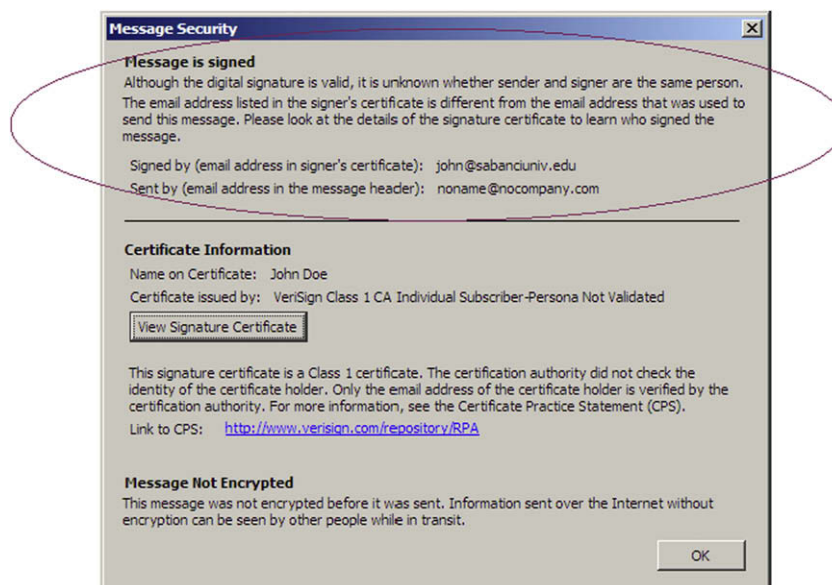 Message Security
Message is signed
Although the digital signature is valid, it is unknown whether sender and signer are the same person.
The email address listed in the signer's certificate is different from the email address that was used to
send this message. Please look at the details of the signature certificate to learn who signed the
message.
Signed by (email address in signer's certificate): john@sabanciuniv.edu
Sent by (email address in the message header): noname@nocompany.com
Certificate Information
Name on Certificate: John Doe
Certificate issued by: VeriSign Class 1 CA Individual Subscriber-Persona Not Validated
View Signature Certificate
This signature certificate is a Class 1 certificate. The certification authority did not check the
identity of the certificate holder. Only the email address of the certificate holder is verified by the
certification authority. For more information, see the Certificate Practice Statement (CPS).
Link to CPS: http://www.verisign.com/repository/RPA
Message Not Encrypted
This message was not encrypted before it was sent. Information sent over the Internet without
encryption can be seen by other people while in transit.
OK